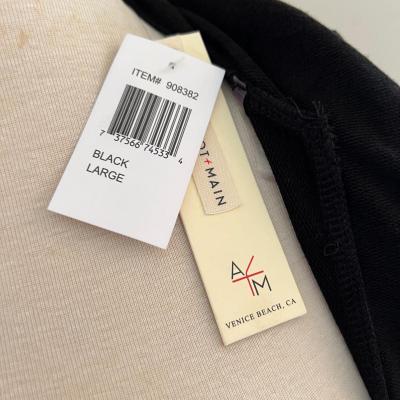 ITEM# 908382
7 37566 74533 4
BLACK
LARGE
+MAIN
A M
VENICE BEACH, CA